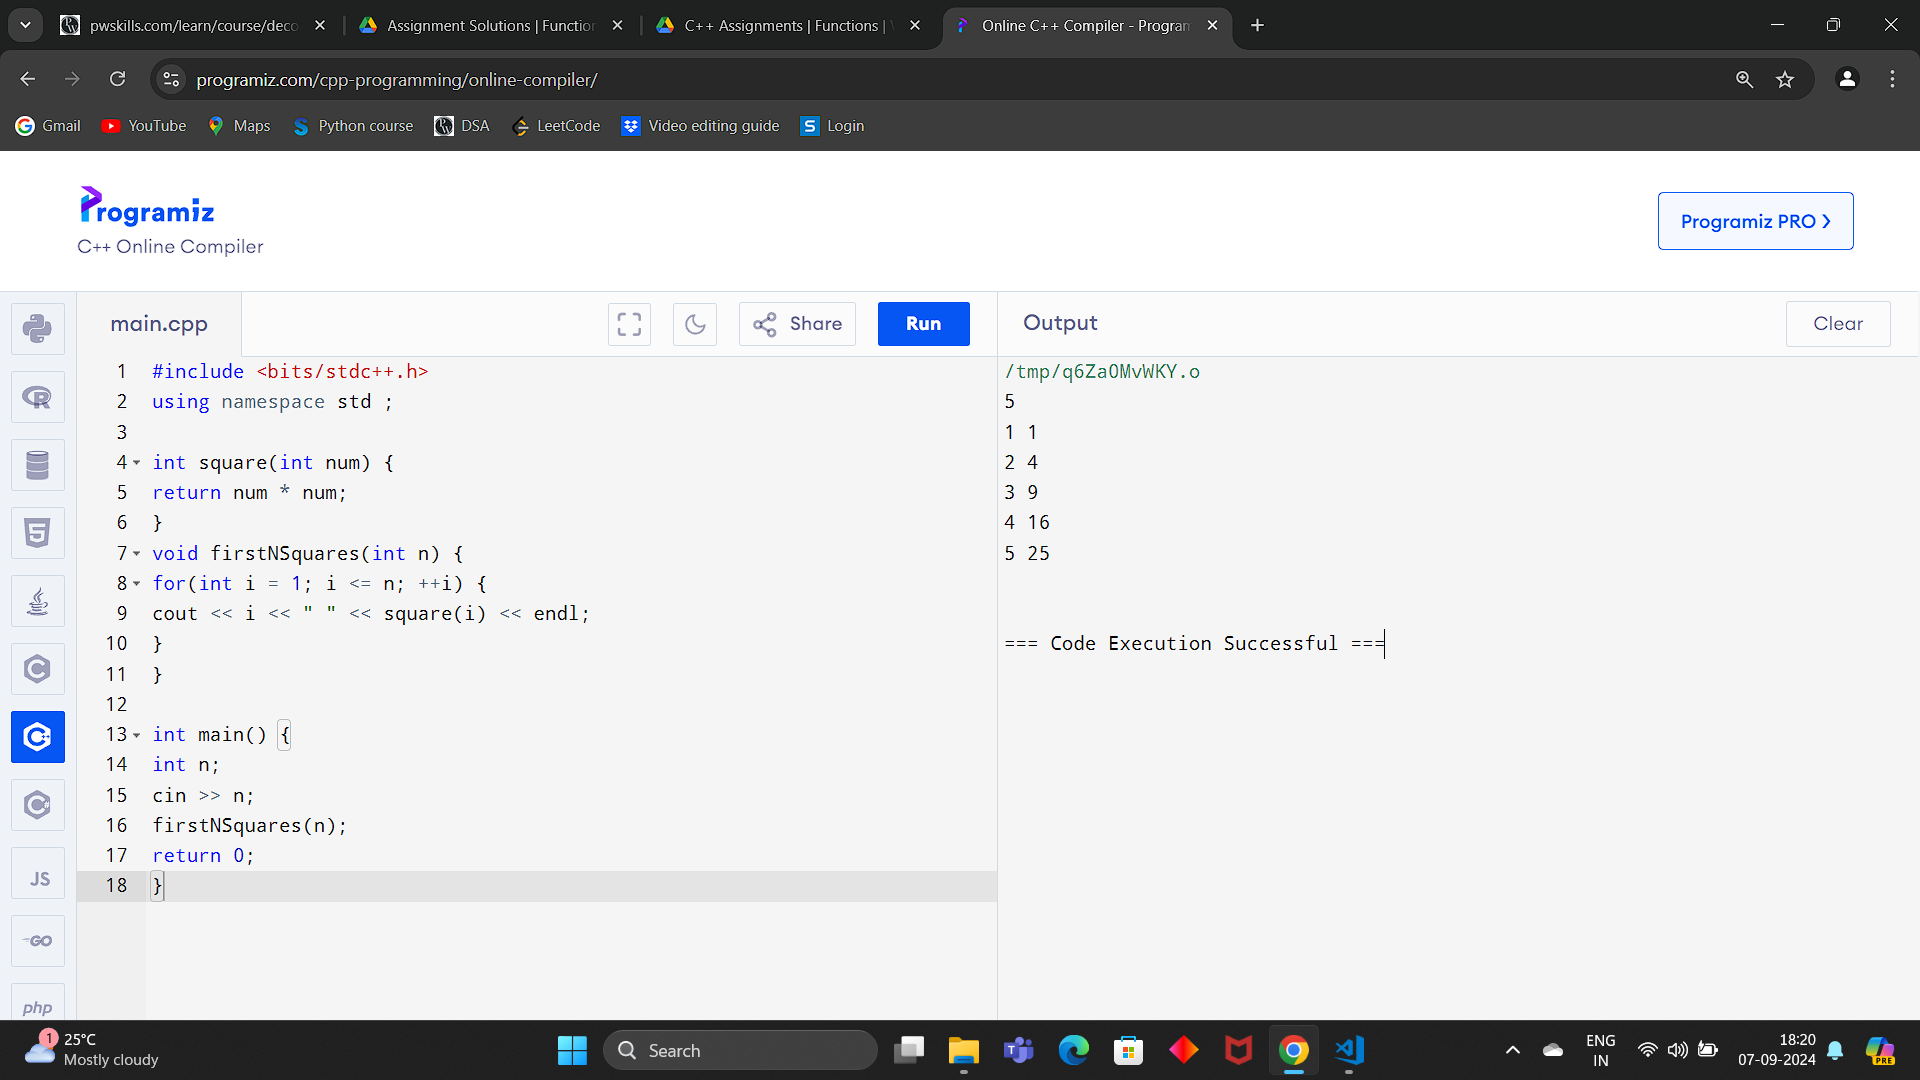 pwskills.com/learn/course/deco
Assignment Solutions | Function
C++ Assignments | Functions |
Online C++ Compiler - Program
programiz.com/cpp-programming/online-compiler/
Gmail
YouTube
Maps
Python course
DSA
LeetCode
Video editing guide
S Login
Programiz
C++ Online Compiler
Programiz PRO >
main.cpp
Share
Run
Output
Clear
1 #include <bits/stdc++.h>
2 using namespace std ;
3
4 int square(int num) {
5 return num * num;
6 }
7 void firstNSquares(int n) {
8 for(int i = 1; i <= n; ++i) {
9 cout << i << " " << square(i) << endl;
10 }
11 }
12
13 int main() {
14 int n;
15 cin >> n;
16 firstNSquares(n);
17 return 0;
18 }
/tmp/q6Za0MvWKY.o
5
1 1
2 4
3 9
4 16
5 25
=== Code Execution Successful ===
JS
GO
php
1
25°C
Mostly cloudy
Search
ENG
IN
18:20
07-09-2024
PRE